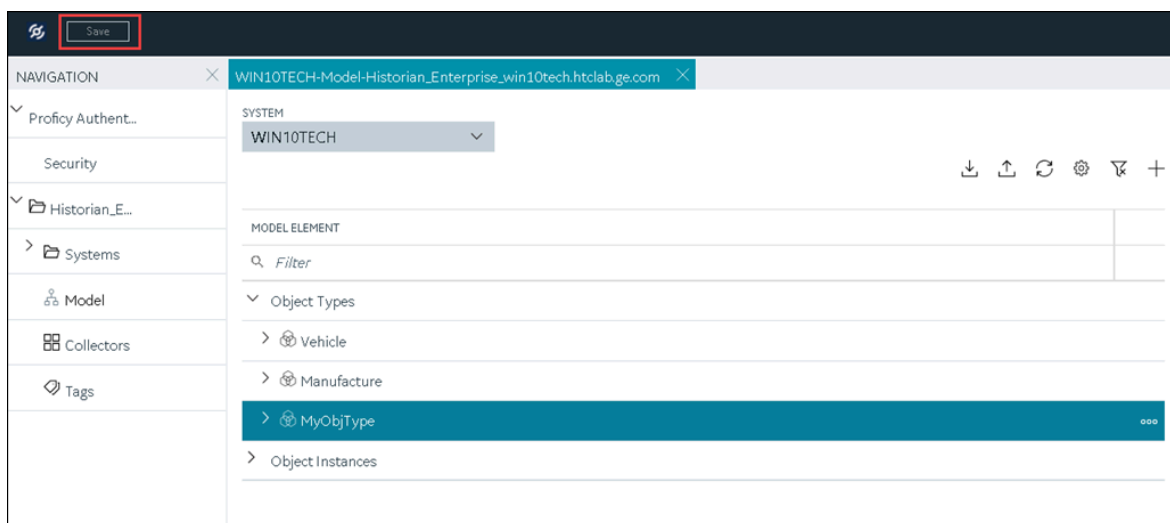 Save
NAVIGATION
WIN10TECH-Model-Historian_Enterprise_win10tech.htclab.ge.com
Proficy Authent...
Security
Historian_E...
Systems
Model
Collectors
Tags
SYSTEM
WIN10TECH
MODEL ELEMENT
Filter
Object Types
Vehicle
Manufacture
MyObjType
Object Instances